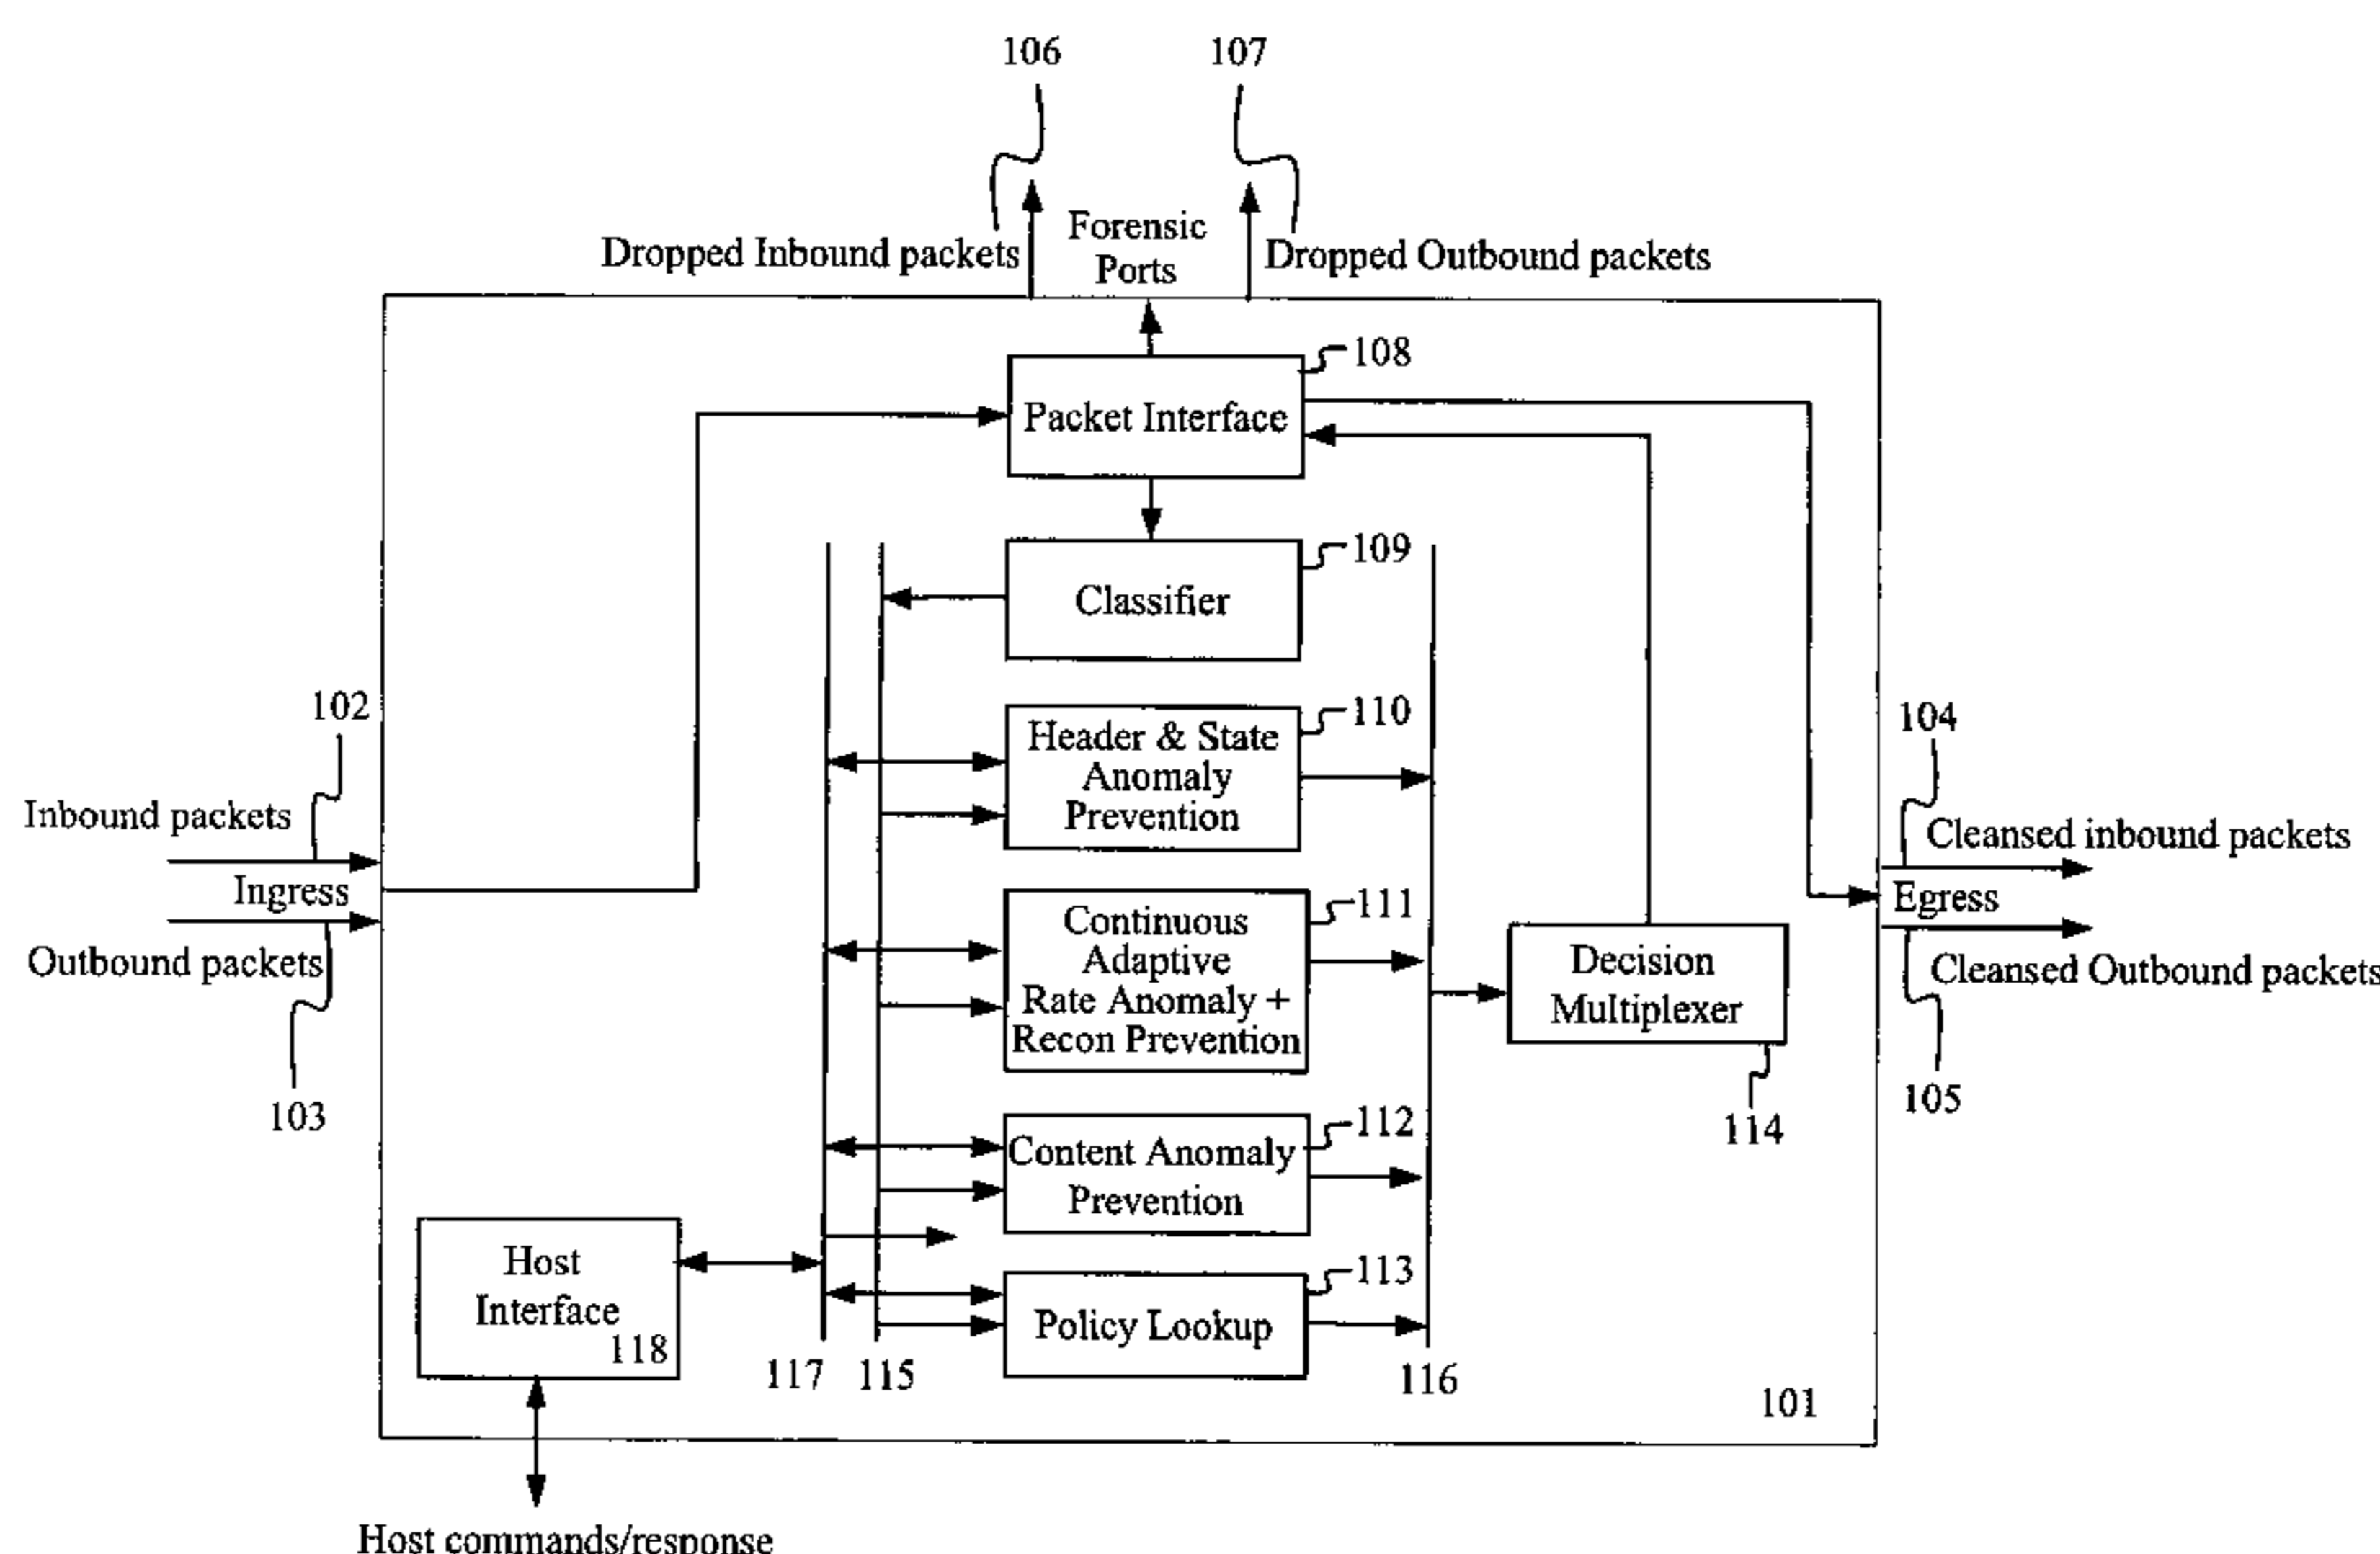 106
107
Forensic
Ports
Dropped Inbound packets
Dropped Outbound packets
108
Packet Interface
109
Classifier
102
110
Header & State
Anomaly
Prevention
104
Inbound packets
Ingress
Outbound packets
103
Cleansed inbound packets
Egress
Cleansed Outbound packets
105
111
Continuous
Adaptive
Rate Anomaly +
Recon Prevention
Decision
Multiplexer
114
112
Content Anomaly
Prevention
Host
Interface
118
113
Policy Lookup
117
115
116
101
Host commands/response